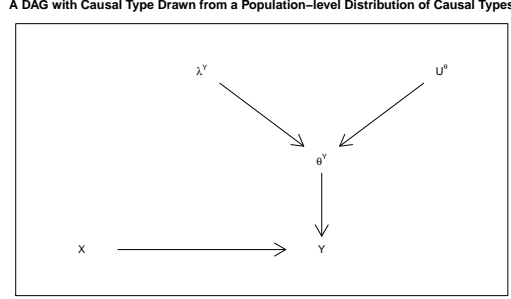 A DAG with Causal Type Drawn from a Population−level Distribution of Causal Types
λ^Y U^θ
θ^Y
X Y